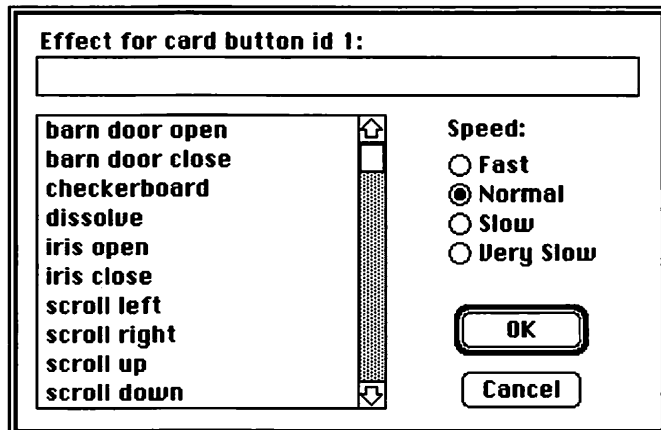 Effect for card button id 1:
barn door open
barn door close
checkerboard
dissolve
iris open
iris close
scroll left
scroll right
scroll up
scroll down
Speed:
Fast
Normal
Slow
Very Slow
OK
Cancel